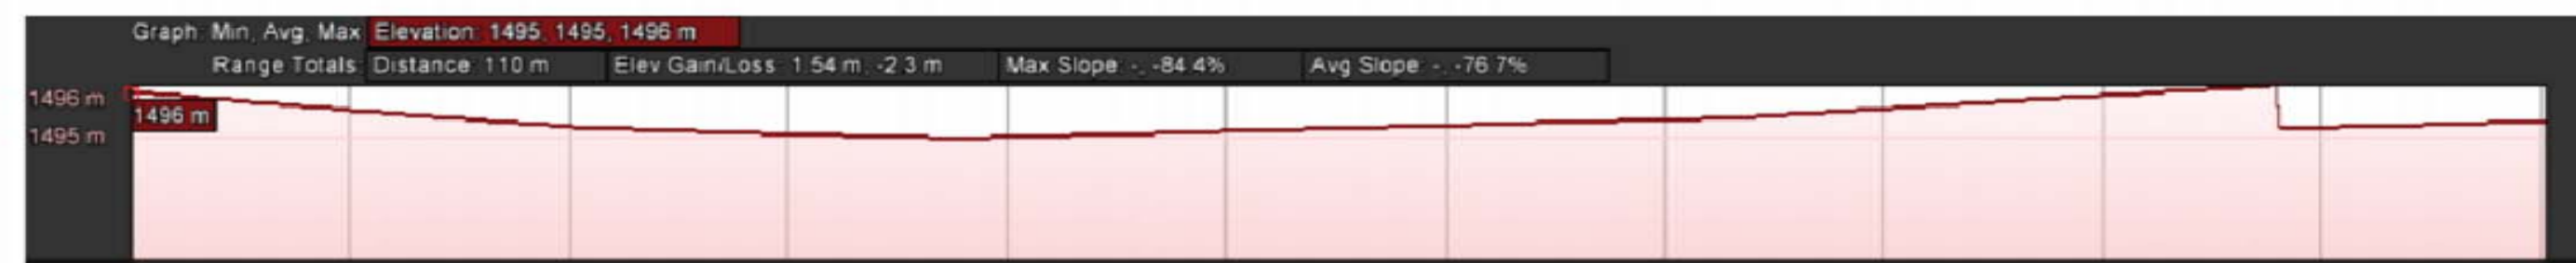 Graph: Min, Avg, Max Elevation: 1495, 1495, 1496 m
Range Totals: Distance: 110 m Elev Gain/Loss: 1.54 m, -2.3 m Max Slope: -, -84.4% Avg Slope: -, -76.7%
1496 m
1496 m
1495 m